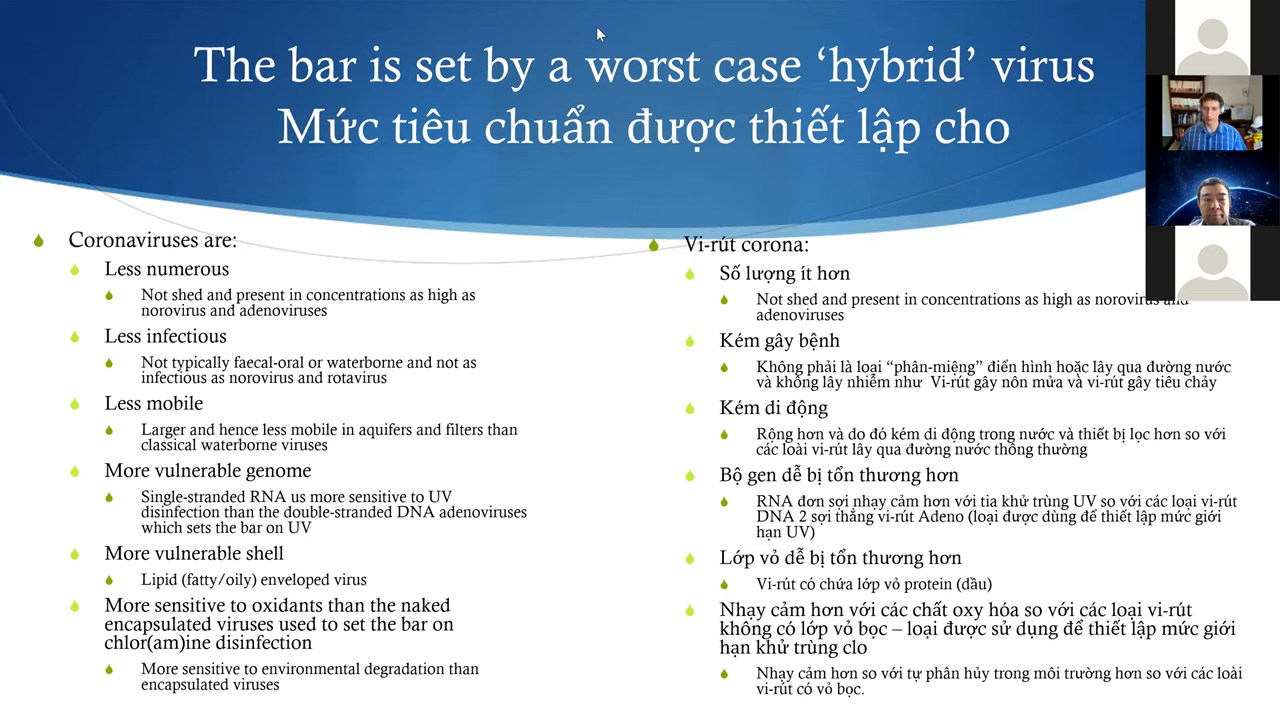 The bar is set by a worst case ‘hybrid’ virus
Mức tiêu chuẩn được thiết lập cho
Coronaviruses are:
Less numerous
Not shed and present in concentrations as high as
norovirus and adenoviruses
Less infectious
Not typically faecal-oral or waterborne and not as
infectious as norovirus and rotavirus
Less mobile
Larger and hence less mobile in aquifers and filters than
classical waterborne viruses
More vulnerable genome
Single-stranded RNA us more sensitive to UV
disinfection than the double-stranded DNA adenoviruses
which sets the bar on UV
More vulnerable shell
Lipid (fatty/oily) enveloped virus
More sensitive to oxidants than the naked
encapsulated viruses used to set the bar on
chlor(am)ine disinfection
More sensitive to environmental degradation than
encapsulated viruses
Vi-rút corona:
Số lượng ít hơn
Not shed and present in concentrations as high as norovirus and
adenoviruses
Kém gây bệnh
Không phải là loại “phân-miệng” điển hình hoặc lây qua đường nước
và không lây nhiễm như Vi-rút gây nôn mửa và vi-rút gây tiêu chảy
Kém di động
Rộng hơn và do đó kém di động trong nước và thiết bị lọc hơn so với
các loài vi-rút lây qua đường nước thông thường
Bộ gen dễ bị tổn thương hơn
RNA đơn sợi nhạy cảm hơn với tia khử trùng UV so với các loại vi-rút
DNA 2 sợi thẳng vi-rút Adeno (loại được dùng để thiết lập mức giới
hạn UV)
Lớp vỏ dễ bị tổn thương hơn
Vi-rút có chứa lớp vỏ protein (dầu)
Nhạy cảm hơn với các chất oxy hóa so với các loại vi-rút
không có lớp vỏ bọc – loại được sử dụng để thiết lập mức giới
hạn khử trùng clo
Nhạy cảm hơn so với tự phân hủy trong môi trường hơn so với các loài
vi-rút có vỏ bọc.